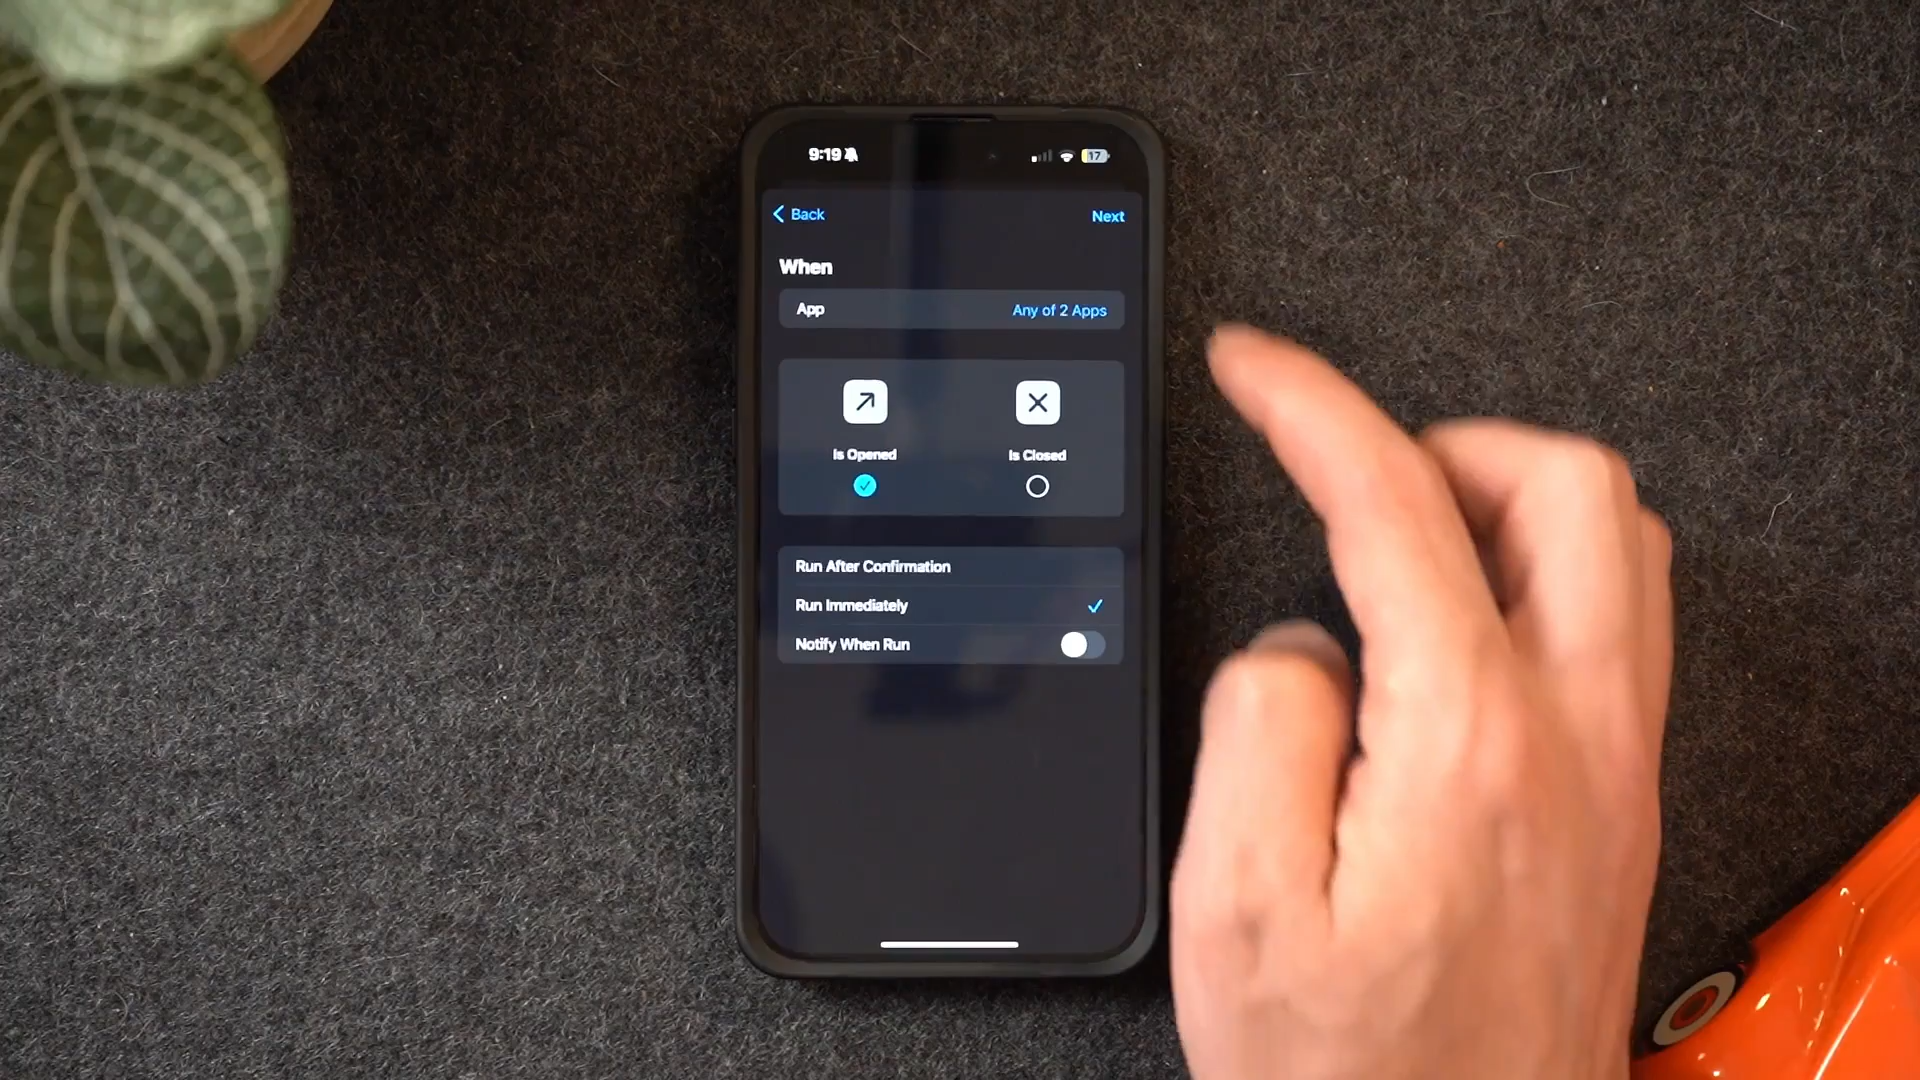 9:19
17
Back
Next
When
App
Any of 2 Apps
Is Opened
Is Closed
Run After Confirmation
Run Immediately
Notify When Run